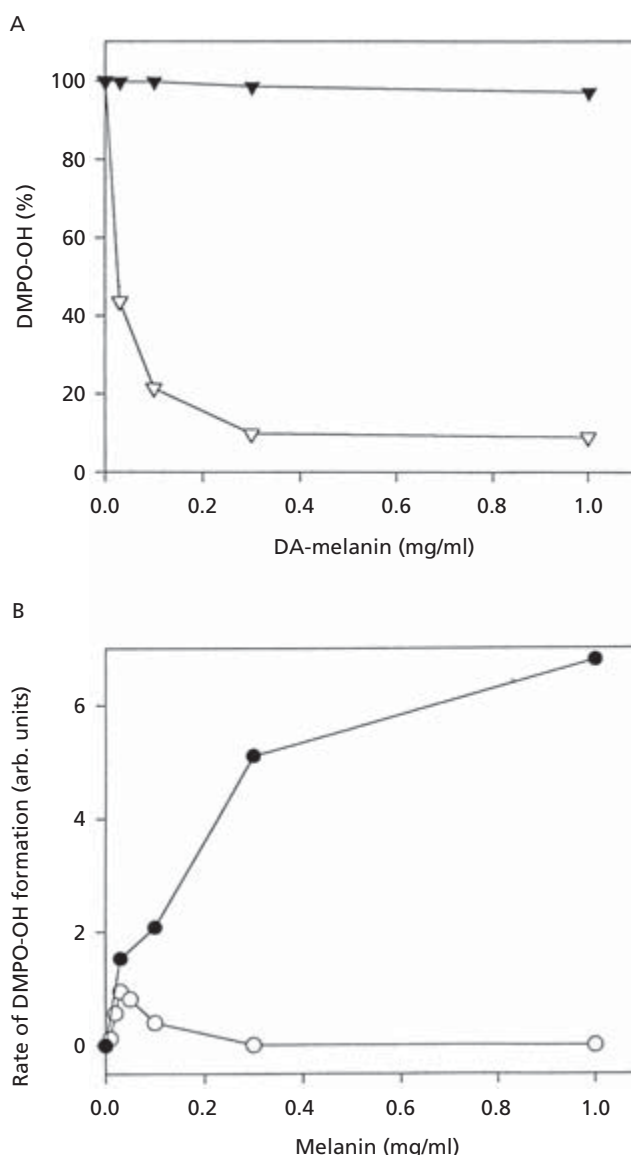 A
DMPO-OH (%)
100
80
60
40
20
0
0.0 0.2 0.4 0.6 0.8 1.0
DA-melanin (mg/ml)
B
Rate of DMPO-OH formation (arb. units)
6
4
2
0
0.0 0.2 0.4 0.6 0.8 1.0
Melanin (mg/ml)